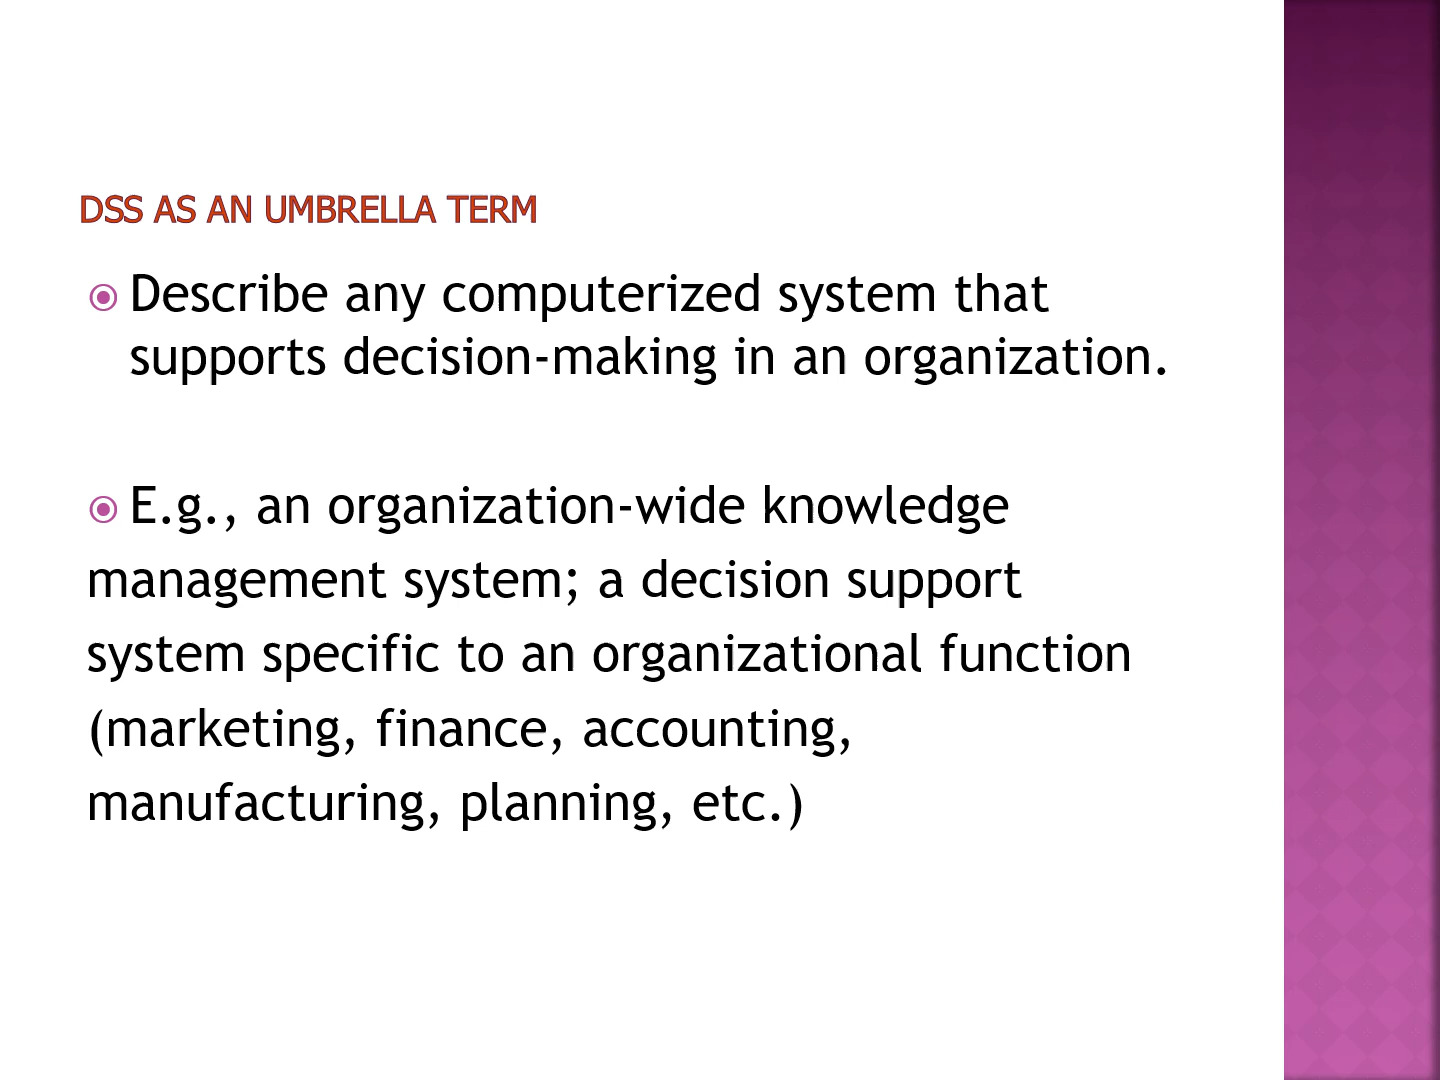 DSS AS AN UMBRELLA TERM
Describe any computerized system that
supports decision-making in an organization.
E.g., an organization-wide knowledge
management system; a decision support
system specific to an organizational function
(marketing, finance, accounting,
manufacturing, planning, etc.)